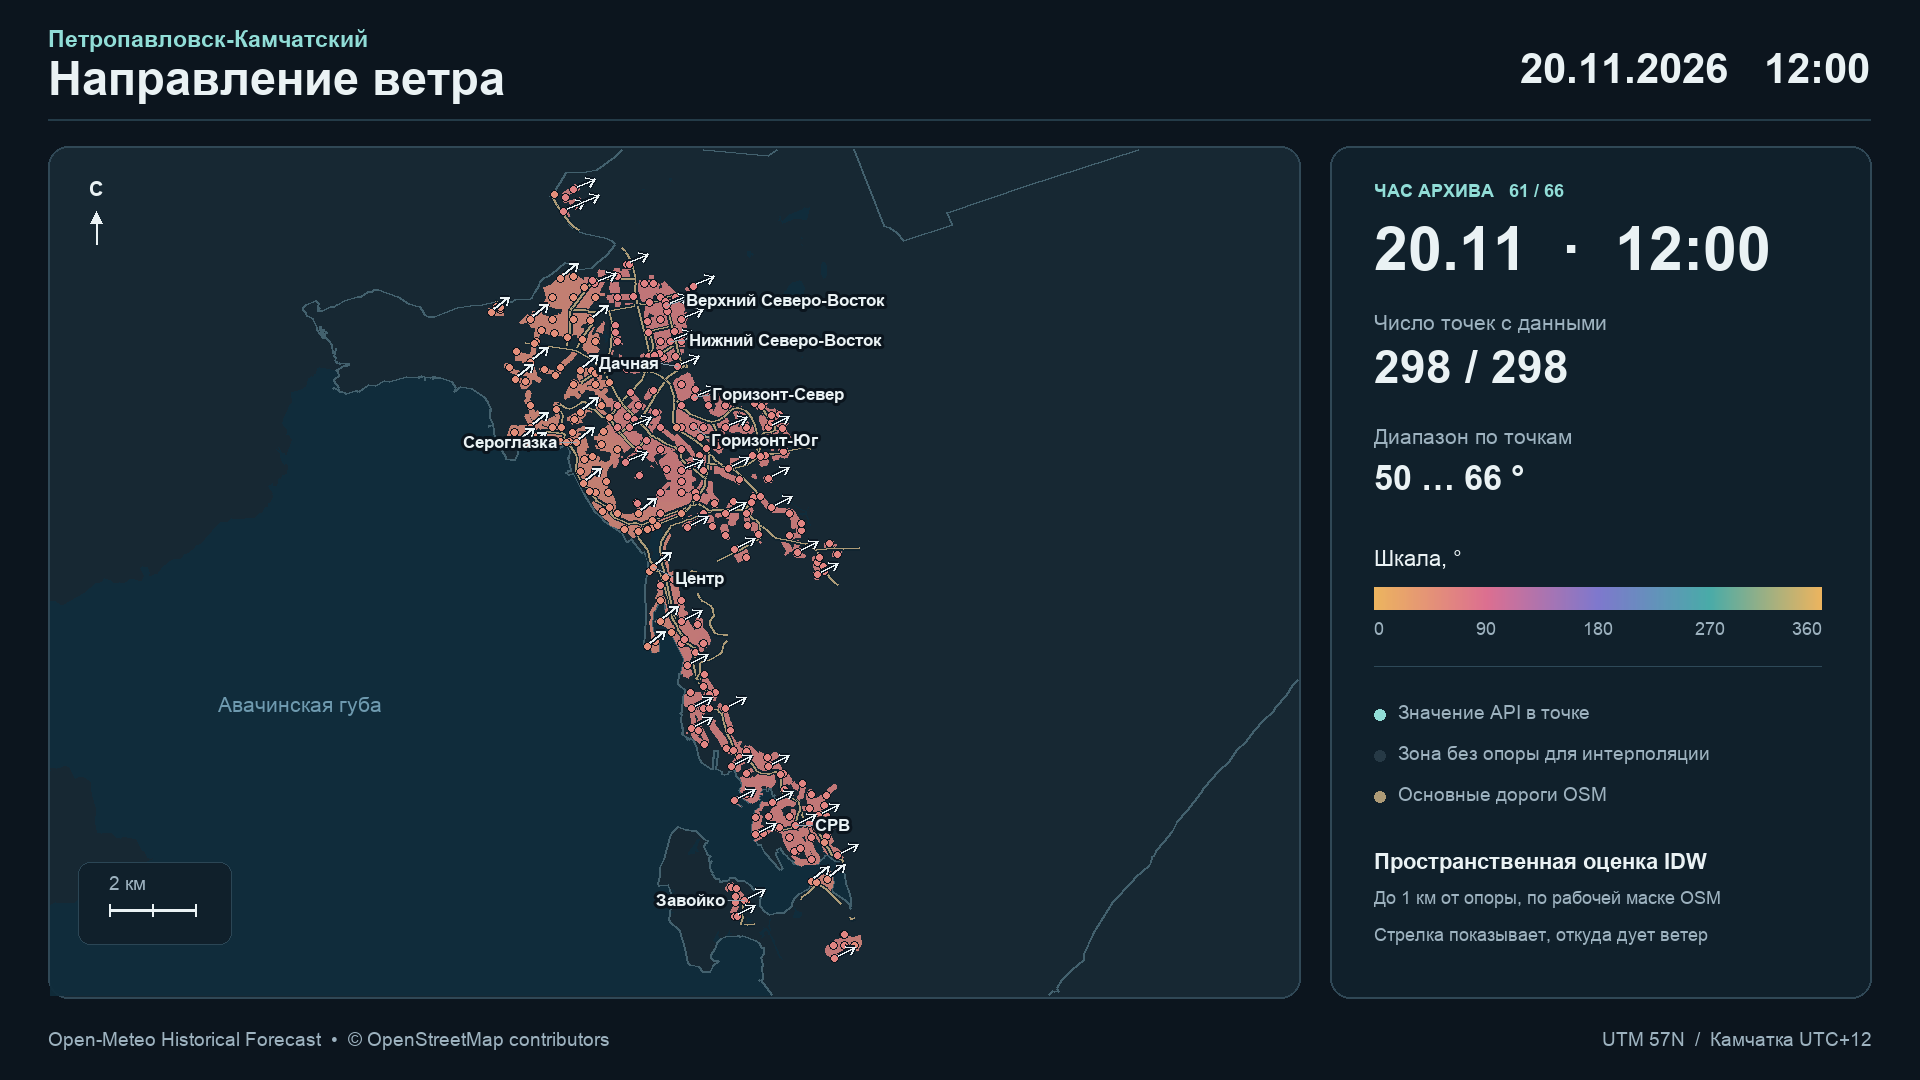 Петропавловск-Камчатский
Направление ветра
20.11.2026 12:00
С
Верхний Северо-Восток
Нижний Северо-Восток
Дачная
Горизонт-Север
Сероглазка
Горизонт-Юг
Центр
Авачинская губа
СРВ
Завойко
2 км
ЧАС АРХИВА 61 / 66
20.11 · 12:00
Число точек с данными
298 / 298
Диапазон по точкам
50 … 66 °
Шкала, °
0 90 180 270 360
Значение API в точке
Зона без опоры для интерполяции
Основные дороги OSM
Пространственная оценка IDW
До 1 км от опоры, по рабочей маске OSM
Стрелка показывает, откуда дует ветер
Open-Meteo Historical Forecast • © OpenStreetMap contributors
UTM 57N / Камчатка UTC+12